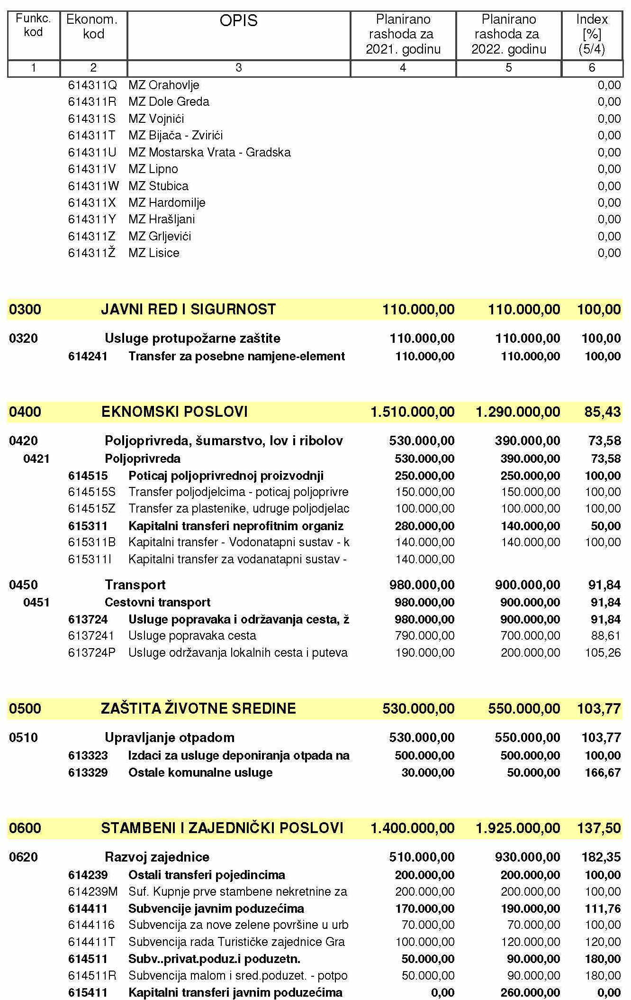 Funkc. kod Ekonom. kod OPIS Planirano rashoda za 2021. godinu Planirano rashoda za 2022. godinu Index [%] (5/4)
1 2 3 4 5 6
614311Q MZ Orahovlje 0,00
614311R MZ Dole Greda 0,00
614311S MZ Vojnići 0,00
614311T MZ Bijača - Zvirići 0,00
614311U MZ Mostarska Vrata - Gradska 0,00
614311V MZ Lipno 0,00
614311W MZ Stubica 0,00
614311X MZ Hardomilje 0,00
614311Y MZ Hrašljani 0,00
614311Z MZ Grljevići 0,00
614311Ž MZ Lisice 0,00
0300 JAVNI RED I SIGURNOST 110.000,00 110.000,00 100,00
0320 Usluge protupožarne zaštite 110.000,00 110.000,00 100,00
614241 Transfer za posebne namjene-element 110.000,00 110.000,00 100,00
0400 EKNOMSKI POSLOVI 1.510.000,00 1.290.000,00 85,43
0420 Poljoprivreda, šumarstvo, lov i ribolov 530.000,00 390.000,00 73,58
0421 Poljoprivreda 530.000,00 390.000,00 73,58
614515 Poticaj poljoprivrednoj proizvodnji 250.000,00 250.000,00 100,00
614515S Transfer poljodjelcima - poticaj poljoprivre 150.000,00 150.000,00 100,00
614515Z Transfer za plastenike, udruge poljodjelac 100.000,00 100.000,00 100,00
615311 Kapitalni transferi neprofitnim organiz 280.000,00 140.000,00 50,00
615311B Kapitalni transfer - Vodonatapni sustav - k 140.000,00 140.000,00 100,00
615311I Kapitalni transfer za vodanatapni sustav - 140.000,00
0450 Transport 980.000,00 900.000,00 91,84
0451 Cestovni transport 980.000,00 900.000,00 91,84
613724 Usluge popravaka i održavanja cesta, ž 980.000,00 900.000,00 91,84
6137241 Usluge popravaka cesta 790.000,00 700.000,00 88,61
613724P Usluge održavanja lokalnih cesta i puteva 190.000,00 200.000,00 105,26
0500 ZAŠTITA ŽIVOTNE SREDINE 530.000,00 550.000,00 103,77
0510 Upravljanje otpadom 530.000,00 550.000,00 103,77
613323 Izdaci za usluge deponiranja otpada na 500.000,00 500.000,00 100,00
613329 Ostale komunalne usluge 30.000,00 50.000,00 166,67
0600 STAMBENI I ZAJEDNIČKI POSLOVI 1.400.000,00 1.925.000,00 137,50
0620 Razvoj zajednice 510.000,00 930.000,00 182,35
614239 Ostali transferi pojedincima 200.000,00 200.000,00 100,00
614239M Suf. Kupnje prve stambene nekretnine za 200.000,00 200.000,00 100,00
614411 Subvencije javnim poduzećima 170.000,00 190.000,00 111,76
6144116 Subvencija za nove zelene površine u urb 70.000,00 70.000,00 100,00
614411T Subvencija rada Turističke zajednice Gra 100.000,00 120.000,00 120,00
614511 Subv..privat.poduz.i poduzetn. 50.000,00 90.000,00 180,00
614511R Subvencija malom i sred.poduzet. - potpo 50.000,00 90.000,00 180,00
615411 Kapitalni transferi javnim poduzećima 0,00 260.000,00 0,00